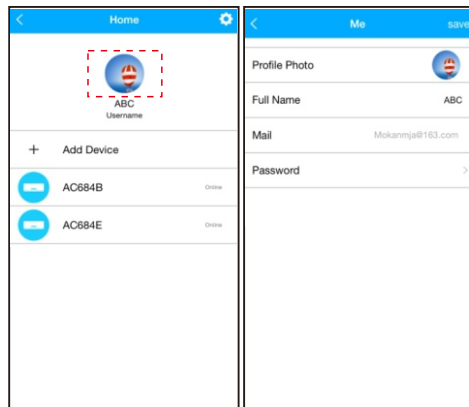 Home
ABC
Username
+ Add Device
AC684B Online
AC684E Online
Me save
Profile Photo
Full Name ABC
Mail Mokanmja@163.com
Password